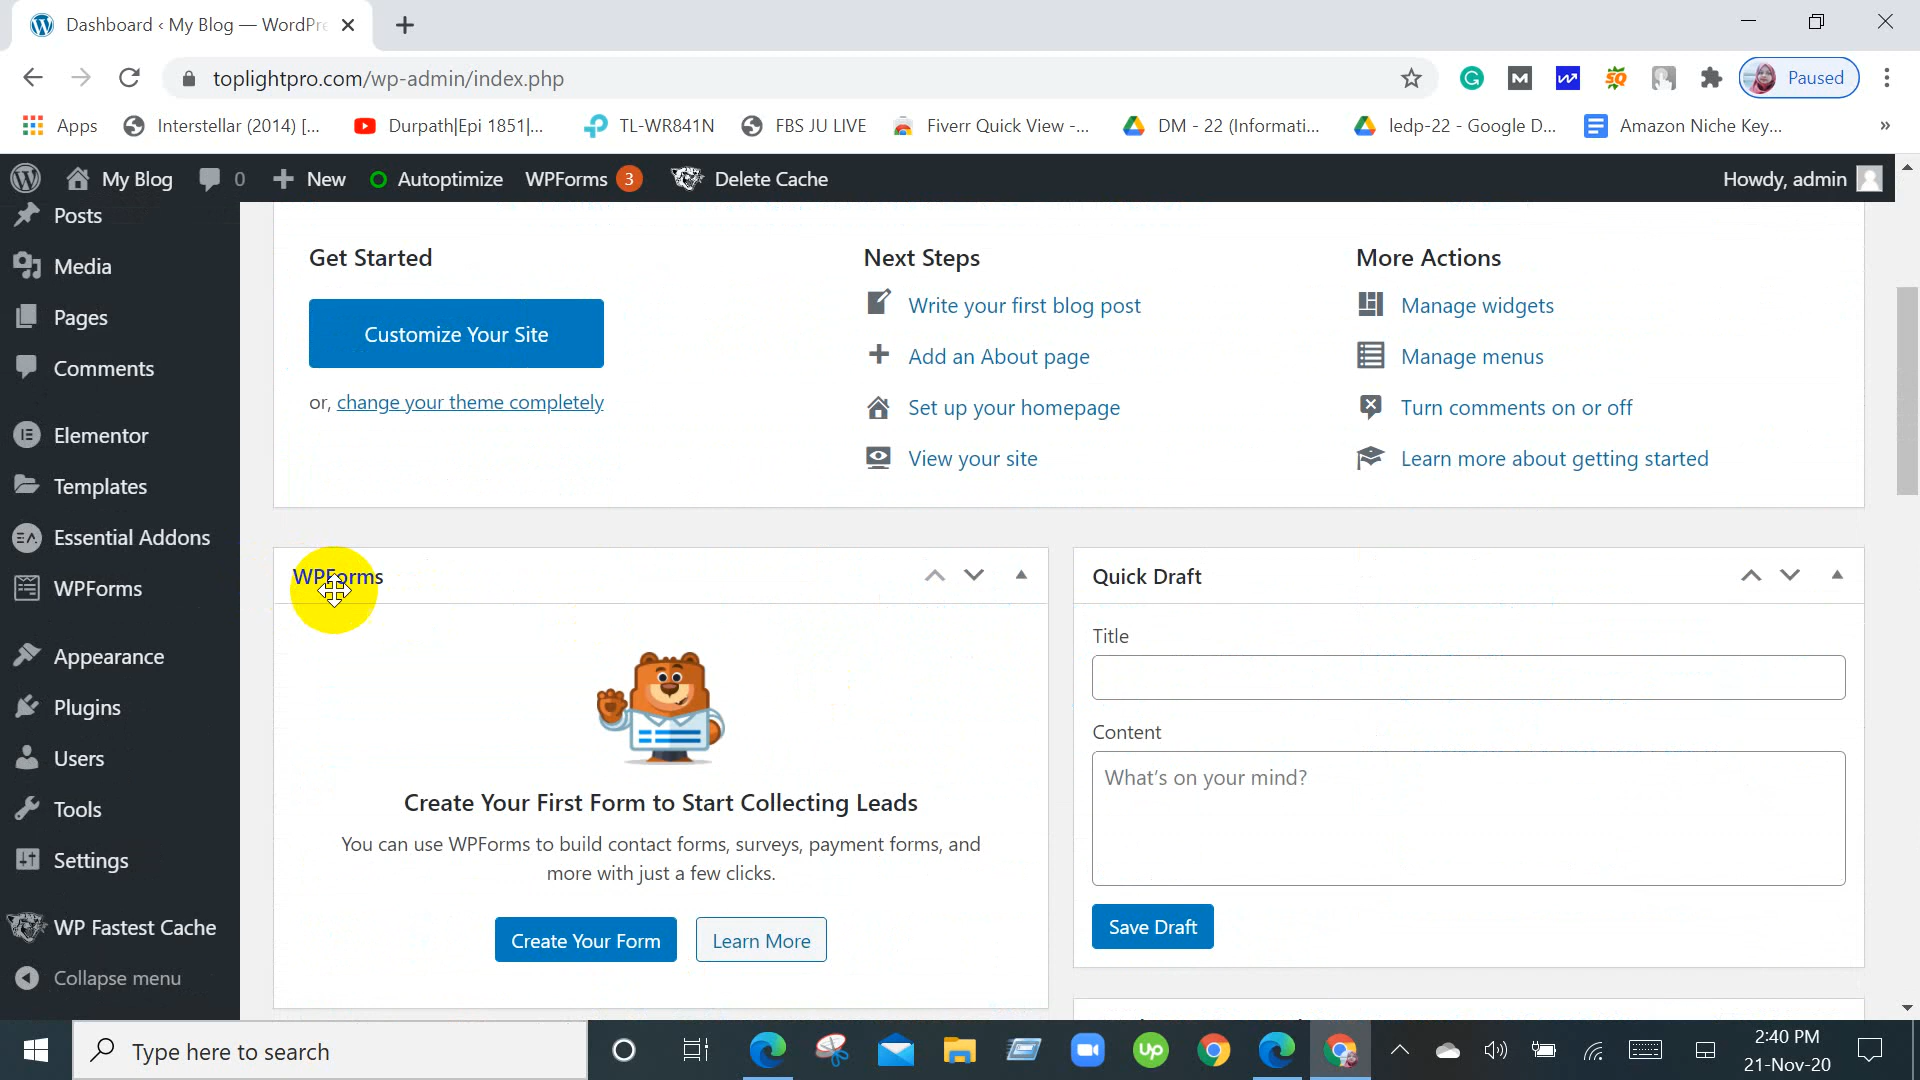 Dashboard ‹ My Blog — WordPre
toplightpro.com/wp-admin/index.php
Paused
Apps
Interstellar (2014) [...
Durpath|Epi 1851|...
TL-WR841N
FBS JU LIVE
Fiverr Quick View -...
DM - 22 (Informati...
ledp-22 - Google D...
Amazon Niche Key...
»
My Blog
0
New
Autoptimize
WPForms 3
Delete Cache
Howdy, admin
Posts
Media
Pages
Comments
Elementor
Templates
Essential Addons
WPForms
Appearance
Plugins
Users
Tools
Settings
WP Fastest Cache
Collapse menu
Get Started
Customize Your Site
or, change your theme completely
Next Steps
Write your first blog post
Add an About page
Set up your homepage
View your site
More Actions
Manage widgets
Manage menus
Turn comments on or off
Learn more about getting started
WPForms
Create Your First Form to Start Collecting Leads
You can use WPForms to build contact forms, surveys, payment forms, and
more with just a few clicks.
Create Your Form
Learn More
Quick Draft
Title
Content
What's on your mind?
Save Draft
Type here to search
2:40 PM
21-Nov-20